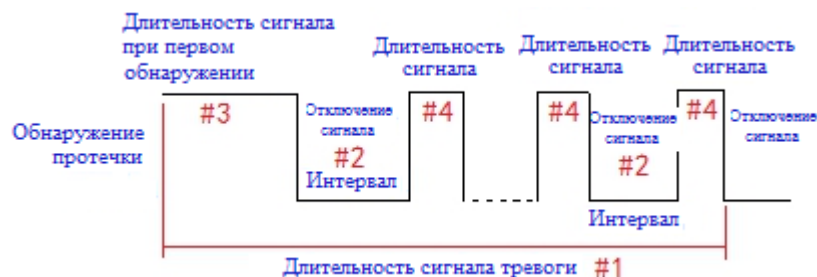 Длительность сигнала
при первом
обнаружении
#3
Обнаружение
протечки
Отключение
сигнала
#2
Интервал
Длительность
сигнала
#4
Длительность
сигнала
#4
Отключение
сигнала
#2
Интервал
Длительность
сигнала
#4
Отключение
сигнала
Длительность сигнала тревоги #1